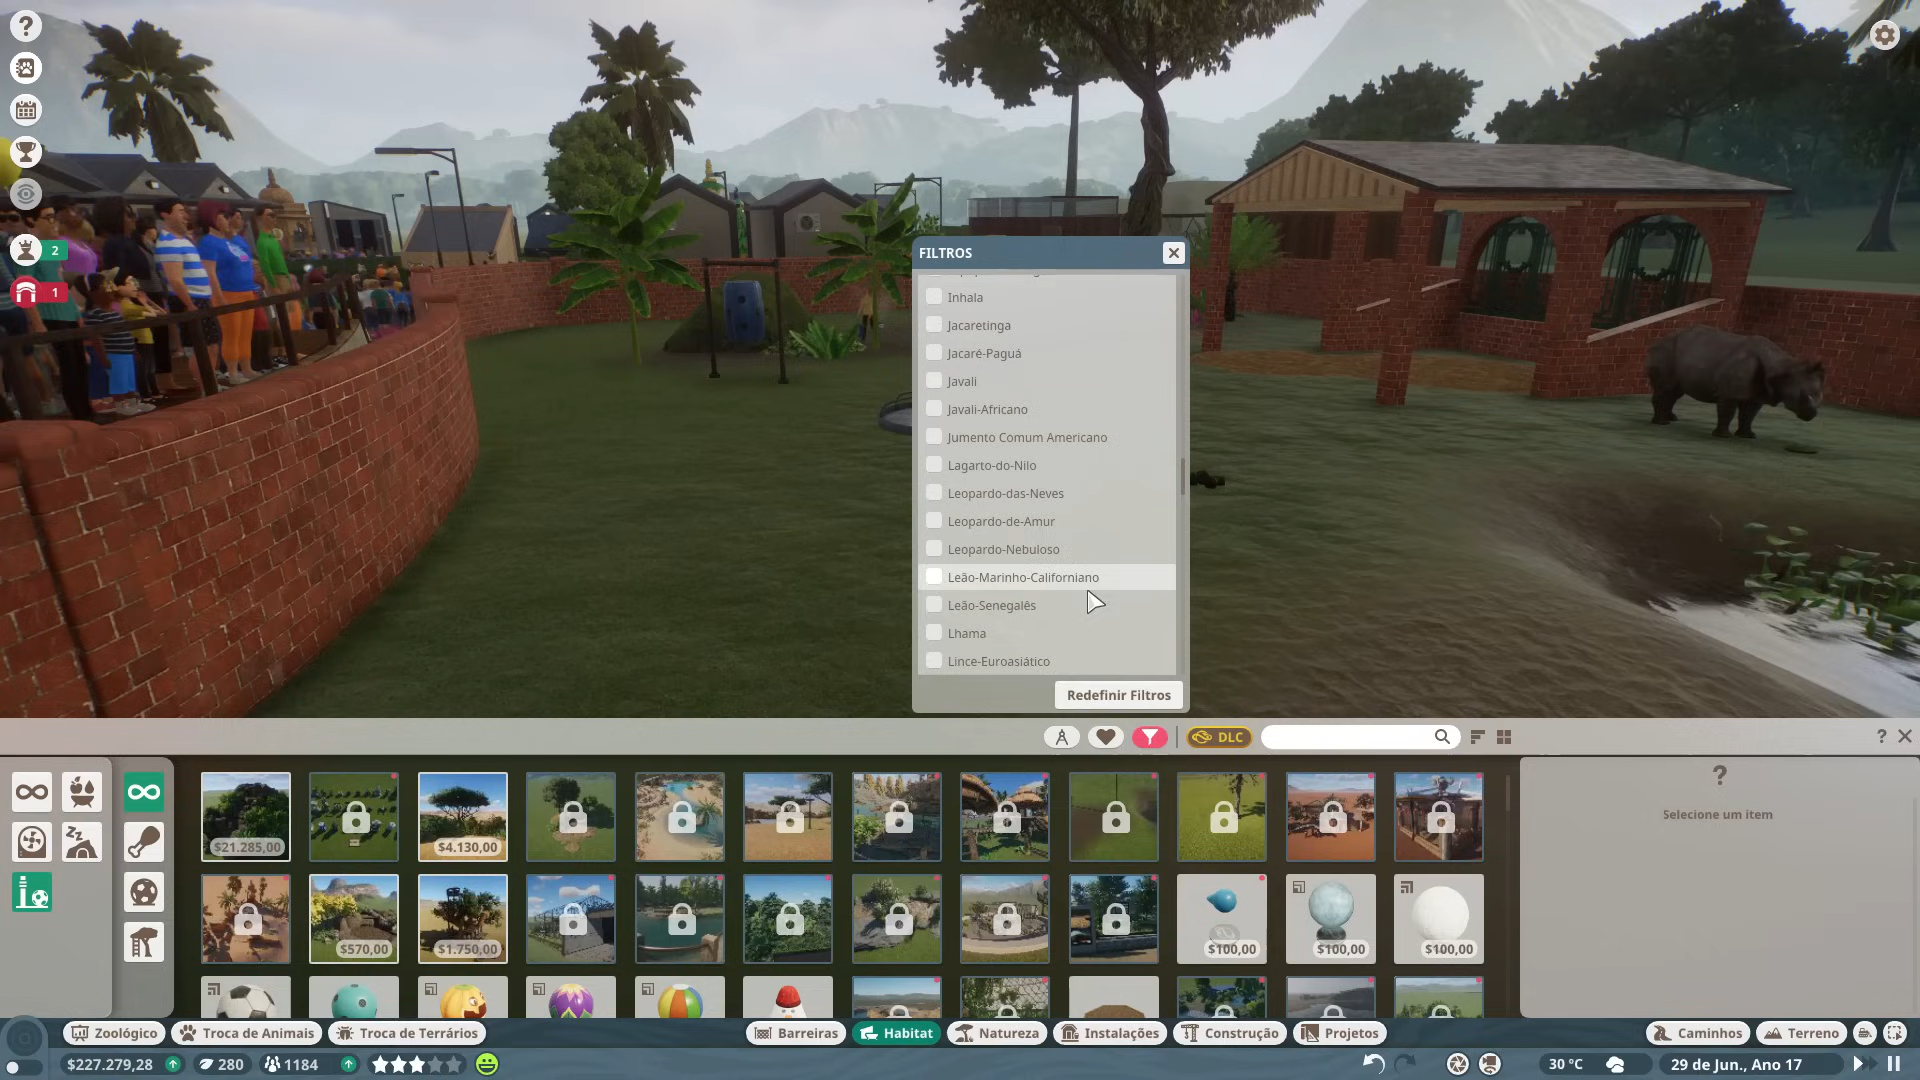 2
1
FILTROS
Inhala
Jacaretinga
Jacaré-Paguá
Javali
Javali-Africano
Jumento Comum Americano
Lagarto-do-Nilo
Leopardo-das-Neves
Leopardo-de-Amur
Leopardo-Nebuloso
Leão-Marinho-Californiano
Leão-Senegalês
Lhama
Lince-Euroasiático
Redefinir Filtros
DLC
?
?
Selecione um item
$21.285,00
$4.130,00
$570,00
$1.750,00
$100,00
$100,00
$100,00
Zoológico
Troca de Animais
Troca de Terrários
Barreiras
Habitat
Natureza
Instalações
Construção
Projetos
Caminhos
Terreno
$227.279,28
280
1184
30 °C
29 de Jun., Ano 17